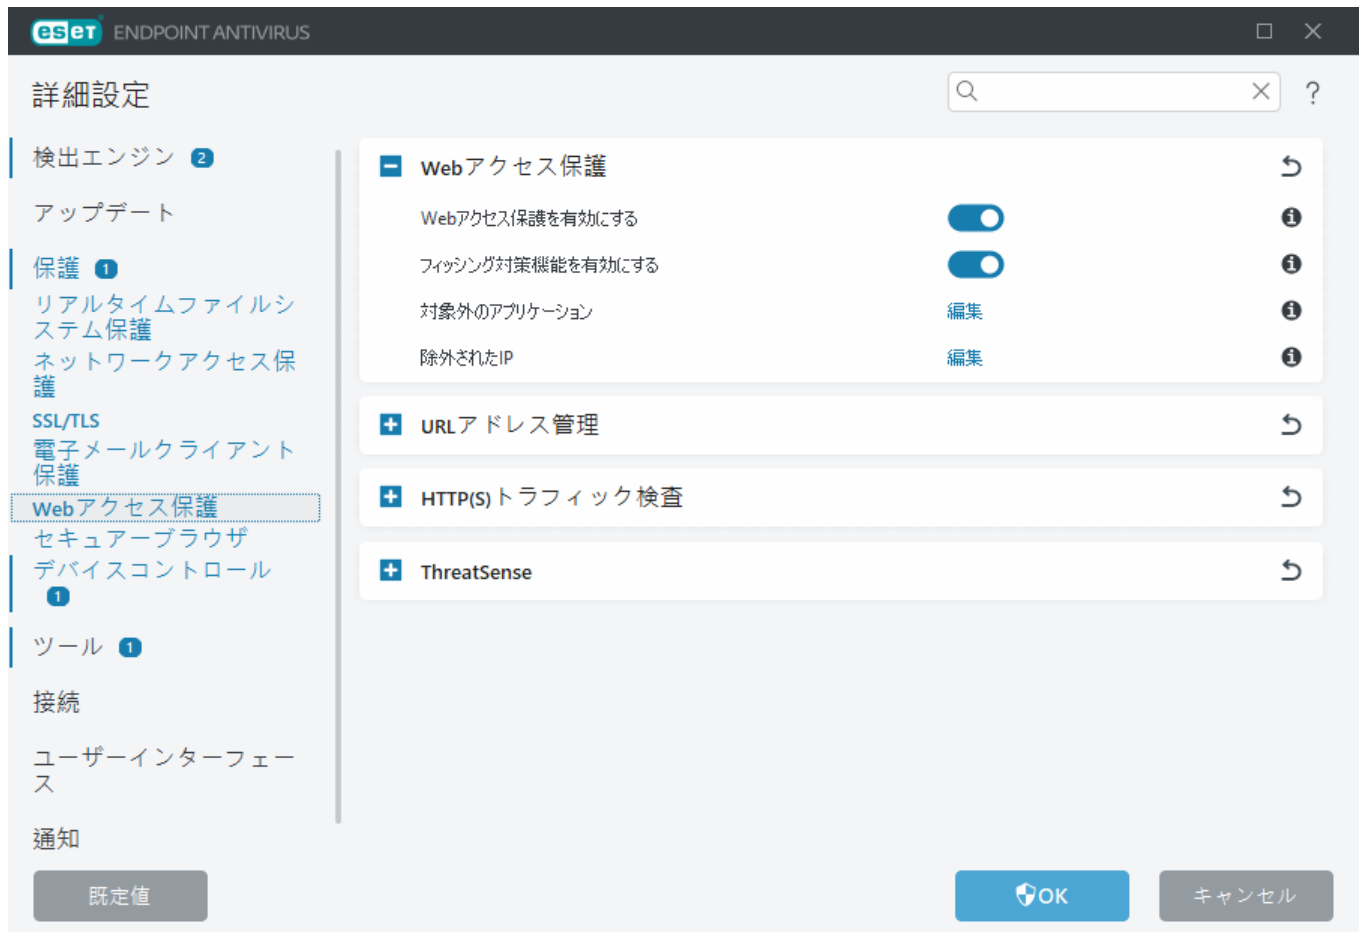 eset ENDPOINT ANTIVIRUS
詳細設定
?
検出エンジン 2
アップデート
保護 1
リアルタイムファイルシ
ステム保護
ネットワークアクセス保
護
SSL/TLS
電子メールクライアント
保護
Webアクセス保護
セキュアーブラウザ
デバイスコントロール
1
ツール 1
接続
ユーザーインターフェー
ス
通知
Webアクセス保護
Webアクセス保護を有効にする
フィッシング対策機能を有効にする
対象外のアプリケーション 編集
除外されたIP 編集
URLアドレス管理
HTTP(S)トラフィック検査
ThreatSense
既定値
OK
キャンセル